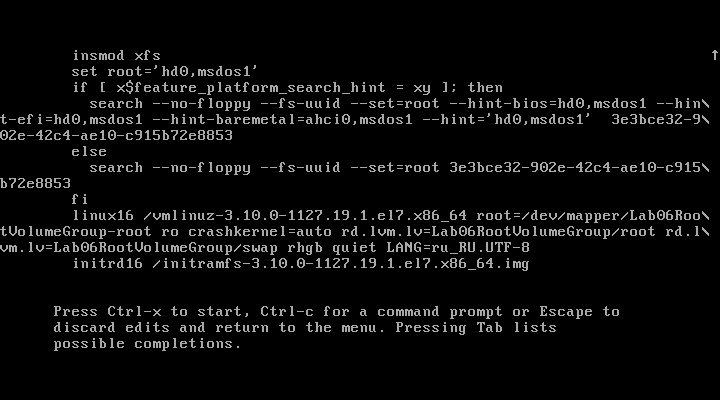 insmod xfs
set root='hd0,msdos1'
if [ x$feature_platform_search_hint = xy ]; then
search --no-floppy --fs-uuid --set=root --hint-bios=hd0,msdos1 --hin\
t-efi=hd0,msdos1 --hint-baremetal=ahci0,msdos1 --hint='hd0,msdos1'  3e3bce32-9\
02e-42c4-ae10-c915b72e8853
else
search --no-floppy --fs-uuid --set=root 3e3bce32-902e-42c4-ae10-c915\
b72e8853
fi
linux16 /vmlinuz-3.10.0-1127.19.1.el7.x86_64 root=/dev/mapper/Lab06Roo\
tVolumeGroup-root ro crashkernel=auto rd.lvm.lv=Lab06RootVolumeGroup/root rd.l\
vm.lv=Lab06RootVolumeGroup/swap rhgb quiet LANG=ru_RU.UTF-8
initrd16 /initramfs-3.10.0-1127.19.1.el7.x86_64.img
Press Ctrl-x to start, Ctrl-c for a command prompt or Escape to
discard edits and return to the menu. Pressing Tab lists
possible completions.